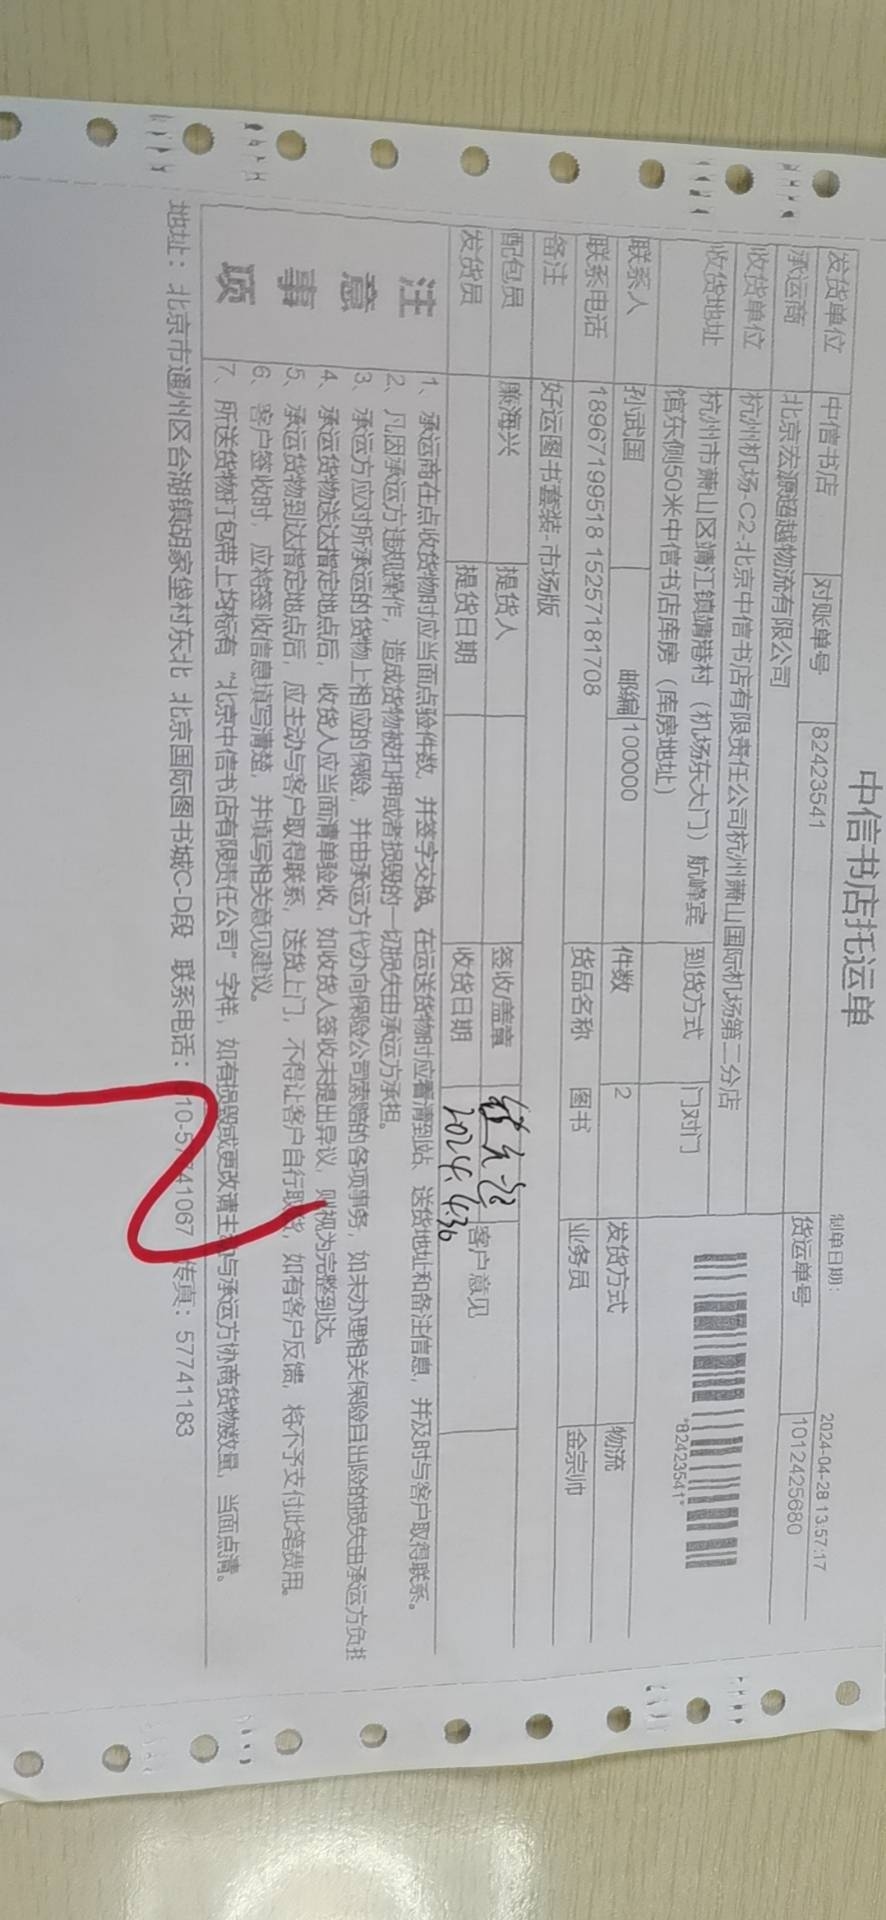 中信书店托运单
制单日期： 2024-04-28 13:57:17
发货单位 中信书店 对账单号 82423541 货运单号 1012425680
承运商 北京宏源超越物流有限公司
收货单位 杭州机场-C2-北京中信书店有限责任公司杭州萧山国际机场第二分店
收货地址 杭州市萧山区靖江镇靖港村（机场东大门）航峰宾 到货方式 门对门
馆东侧50米中信书店库房（库房地址）
*82423541*
联系人 孙武国 邮编 100000 件数 2 发货方式 物流
联系电话 18967199518 15257181708 货品名称 图书 业务员 金宗帅
备注 好运图书套装-市场版
配包员 廉海兴 提货人 签收/盖章 客户意见
发货员 提货日期 收货日期 2024.4.30
注意事项
1、承运商在点收货物时应当面点验件数，并签字交换。在运送货物时应看清到站、送货地址和备注信息，并及时与客户取得联系。
2、凡因承运方违规操作，造成货物被扣押或者损毁的一切损失由承运方承担。
3、承运方应对所承运的货物上相应的保险，并由承运方代办向保险公司索赔的各项事务，如未办理相关保险且出险的损失由承运方负担
4、承运货物送达指定地点后，收货人应当面清单验收，如收货人签收未提出异议，则视为完整到达。
5、承运货物到达指定地点后，应主动与客户取得联系，送货上门，不得让客户自行取货，如有客户反馈，将不予支付此笔费用。
6、客户签收时，应将签收信息填写清楚，并填写相关意见建议。
7、所送货物打包带上均标有“北京中信书店有限责任公司”字样，如有损毁或更改请主动与承运方协商货物数量，当面点清。
地址：北京市通州区台湖镇胡家垡村东北 北京国际图书城C-D段 联系电话：010-57741067 传真：57741183